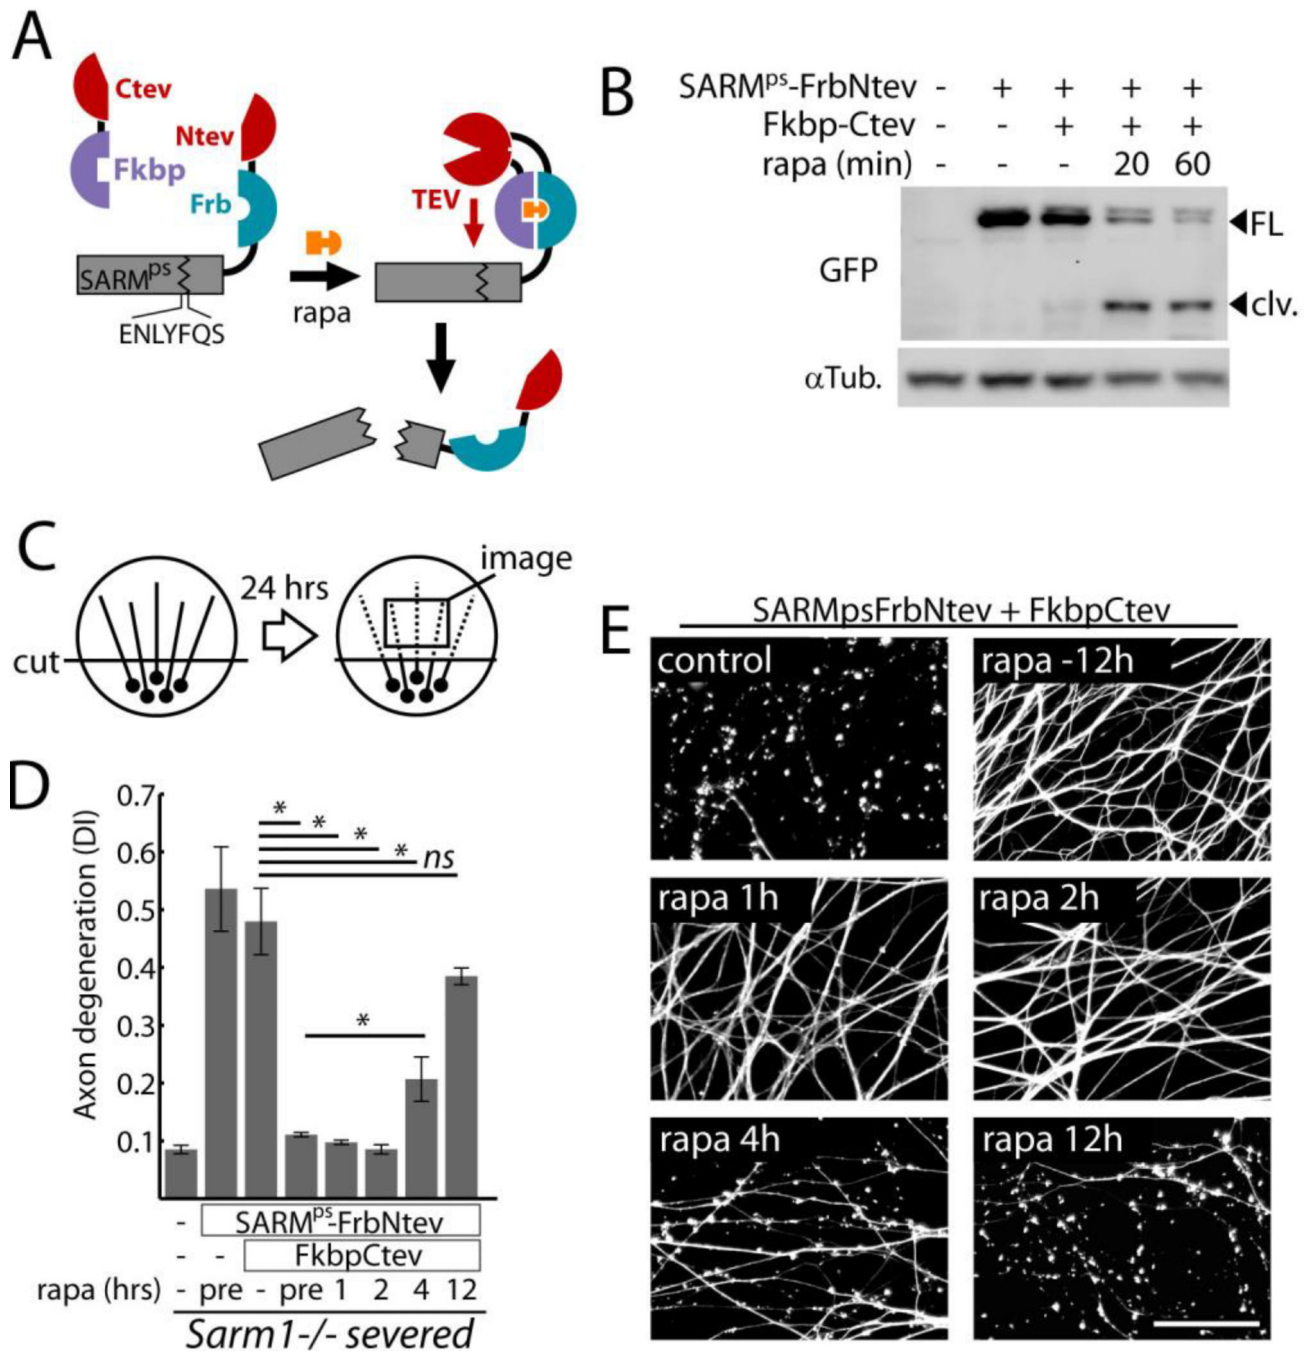 A
Ctev
Ntev
Fkbp
Frb
TEV
SARMps
rapa
ENLYFQS
B
SARMps-FrbNtev - + + + +
Fkbp-Ctev - - + + +
rapa (min) - - - 20 60
GFP
FL
clv.
αTub.
C
24 hrs
image
cut
D
Axon degeneration (DI)
0.7
0.6
0.5
0.4
0.3
0.2
0.1
*
*
*
*
ns
*
- SARMps-FrbNtev
- - FkbpCtev
rapa (hrs) - pre - pre 1 2 4 12
Sarm1-/- severed
E
SARMpsFrbNtev + FkbpCtev
control
rapa -12h
rapa 1h
rapa 2h
rapa 4h
rapa 12h